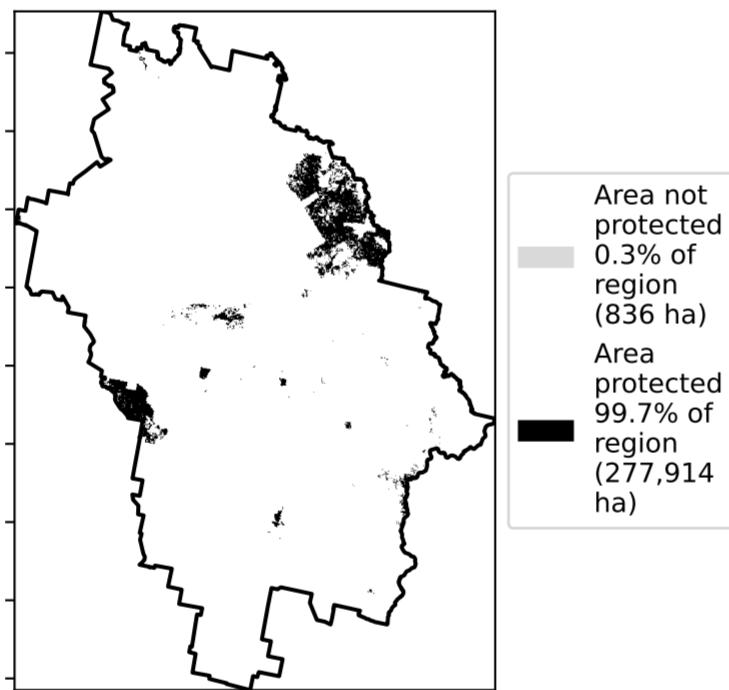 Area not
protected
0.3% of
region
(836 ha)
Area
protected
99.7% of
region
(277,914
ha)